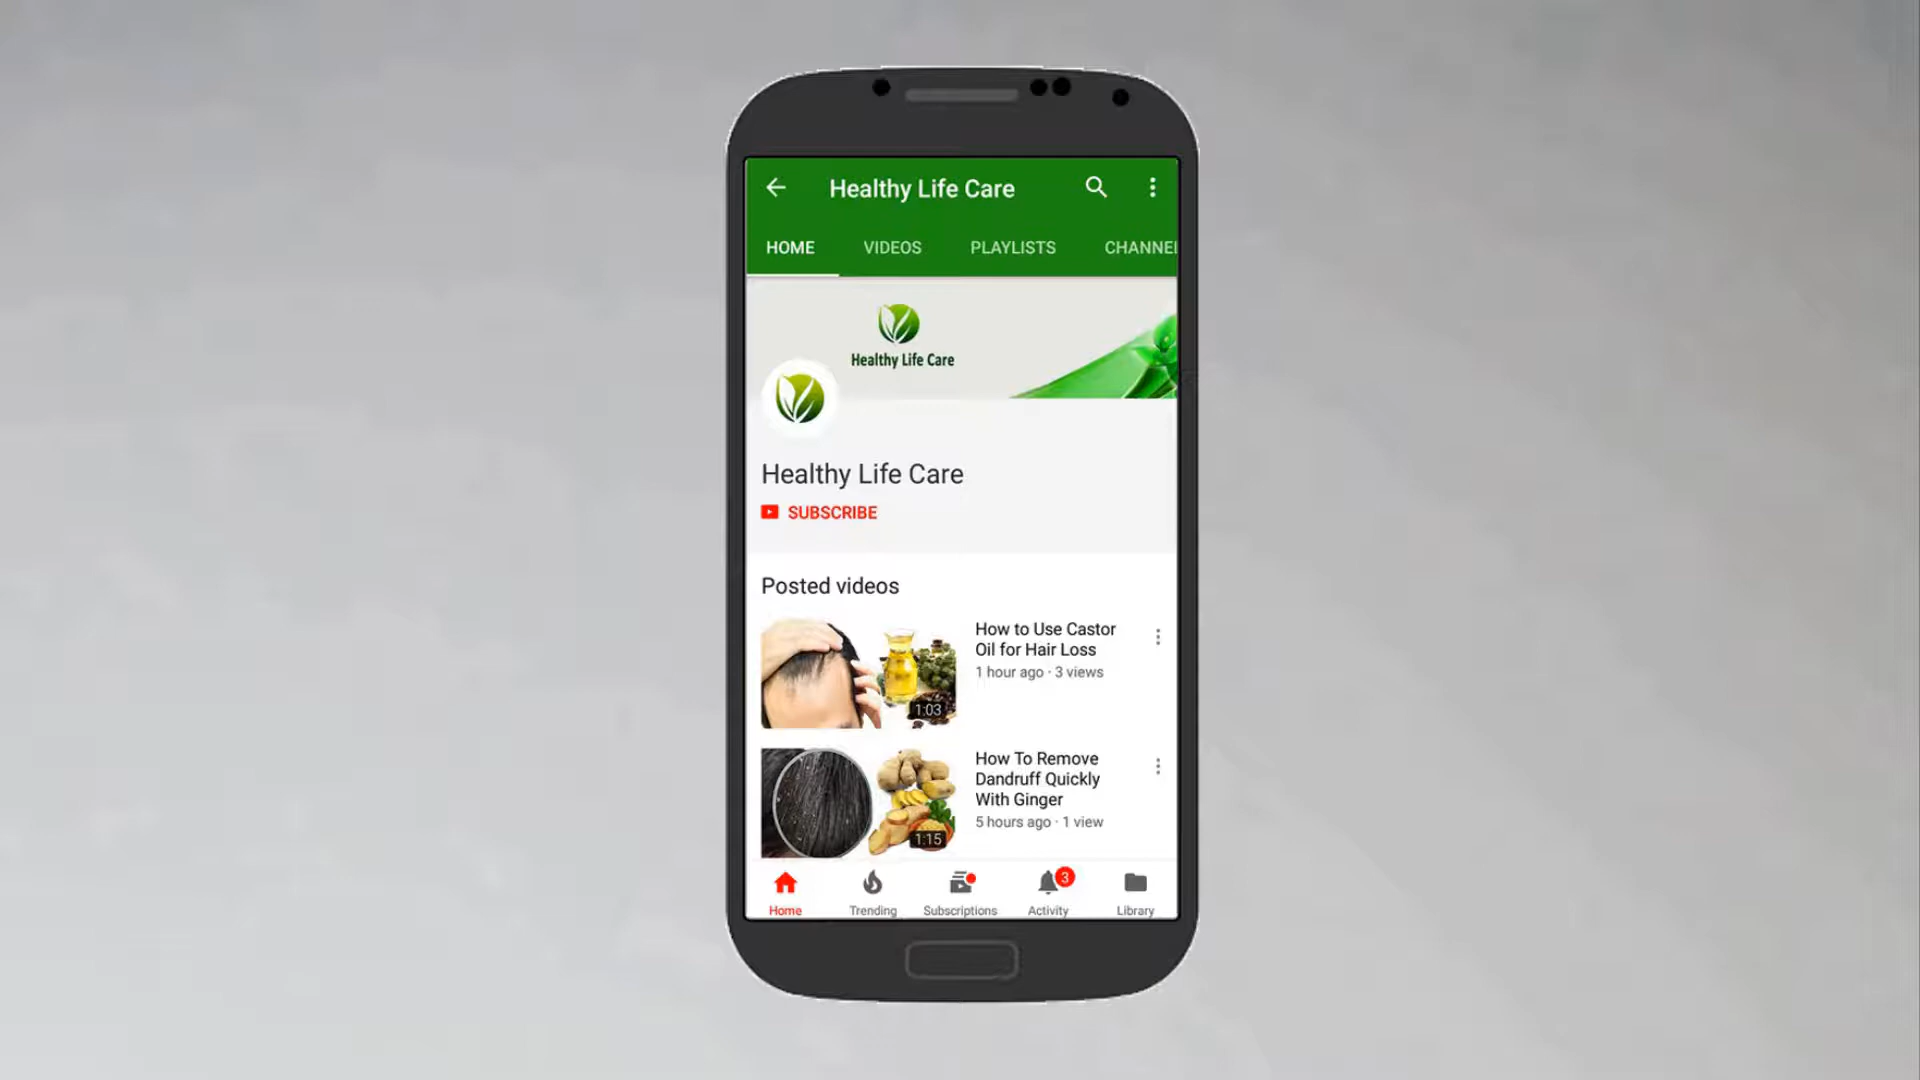 Healthy Life Care
HOME VIDEOS PLAYLISTS CHANNEL
Healthy Life Care
Healthy Life Care
SUBSCRIBE
Posted videos
How to Use Castor
Oil for Hair Loss
1 hour ago · 3 views
1:03
How To Remove
Dandruff Quickly
With Ginger
5 hours ago · 1 view
1:15
3
Home Trending Subscriptions Activity Library